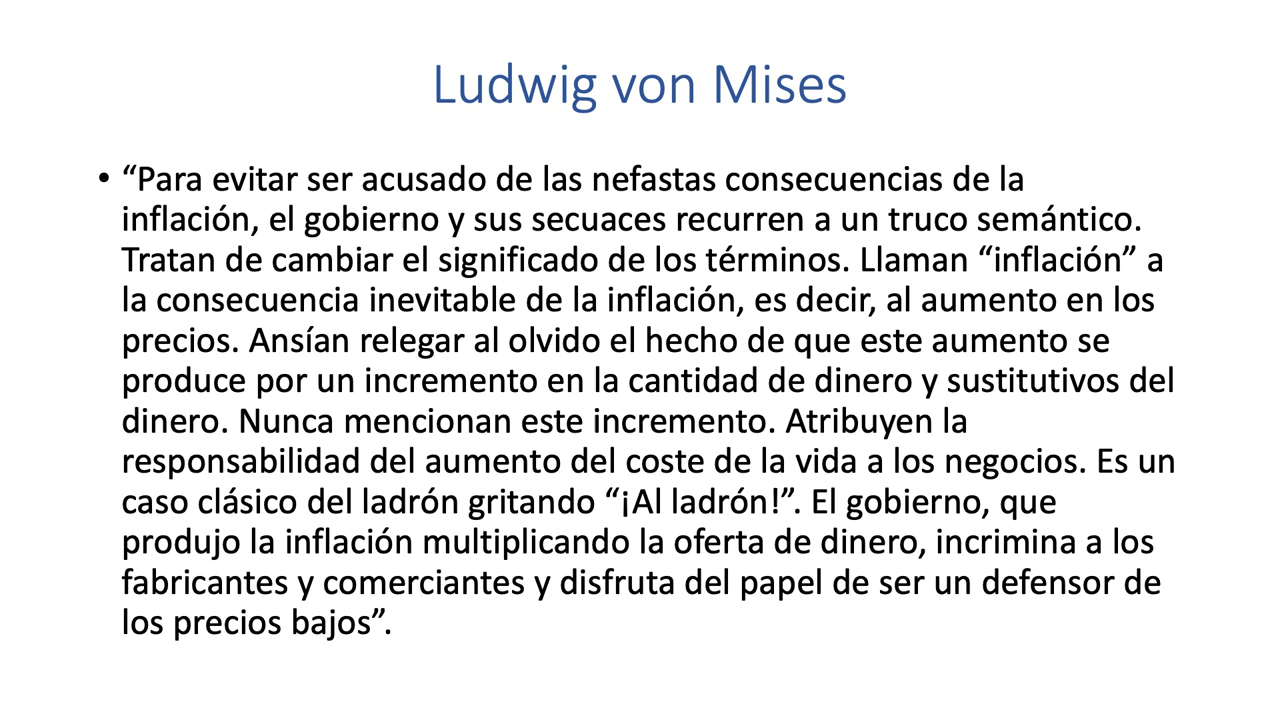 Ludwig von Mises
• “Para evitar ser acusado de las nefastas consecuencias de la
inflación, el gobierno y sus secuaces recurren a un truco semántico.
Tratan de cambiar el significado de los términos. Llaman “inflación” a
la consecuencia inevitable de la inflación, es decir, al aumento en los
precios. Ansían relegar al olvido el hecho de que este aumento se
produce por un incremento en la cantidad de dinero y sustitutivos del
dinero. Nunca mencionan este incremento. Atribuyen la
responsabilidad del aumento del coste de la vida a los negocios. Es un
caso clásico del ladrón gritando “¡Al ladrón!”. El gobierno, que
produjo la inflación multiplicando la oferta de dinero, incrimina a los
fabricantes y comerciantes y disfruta del papel de ser un defensor de
los precios bajos”.